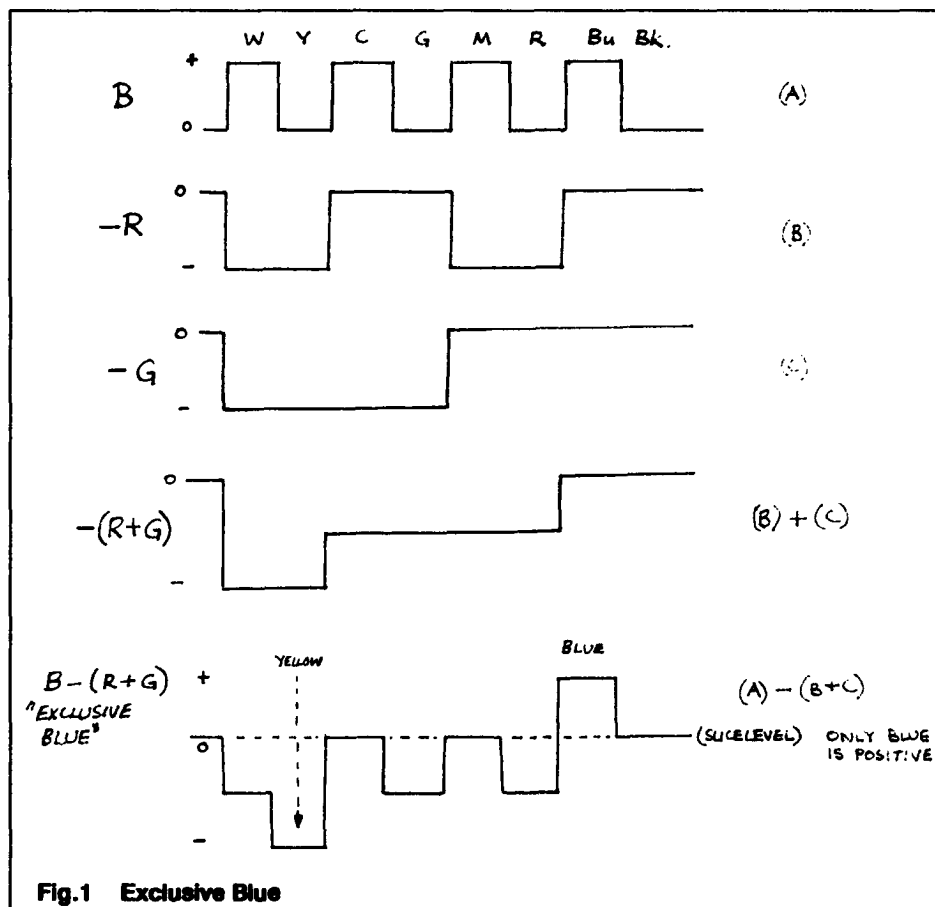 W Y C G M R Bu Bk.
+
B (A)
0
0
-R (B)
-
0
-G
-
0
-(R+G) (B)+(C)
-
YELLOW BLUE
B-(R+G) + (A)-(B+C)
"EXCLUSIVE
BLUE"
0 (SLICELEVEL) ONLY BLUE
IS POSITIVE
-
Fig.1 Exclusive Blue